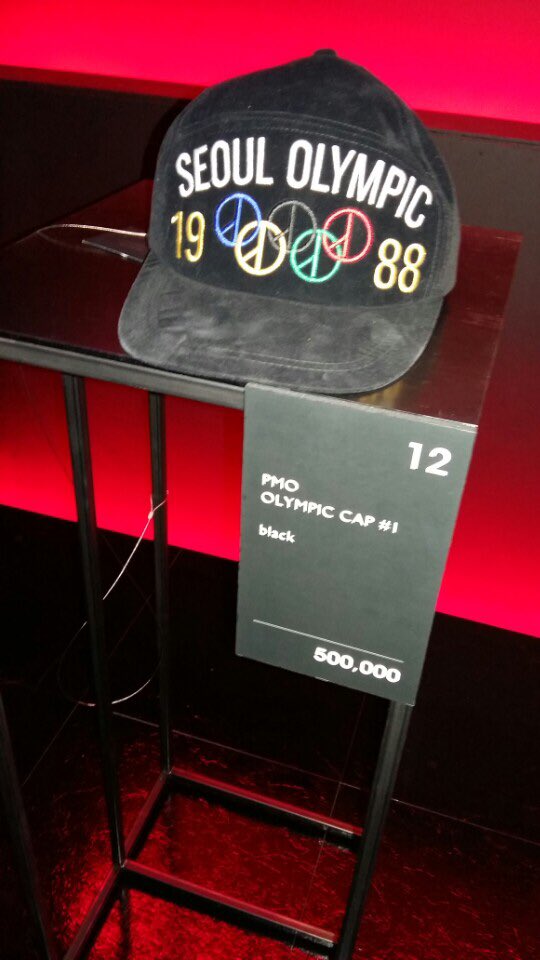 SEOUL OLYMPIC
19 88
12
PMO
OLYMPIC CAP #1
black
500,000